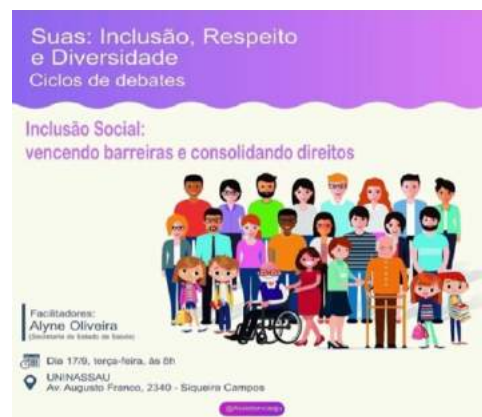 Suas: Inclusão, Respeito
e Diversidade
Ciclos de debates
Inclusão Social:
vencendo barreiras e consolidando direitos
Facilitadores:
Alyne Oliveira
(Secretaria de Estado da Saúde)
Dia 17/9, terça-feira, às 8h
UNINASSAU
Av. Augusto Franco, 2340 - Siqueira Campos